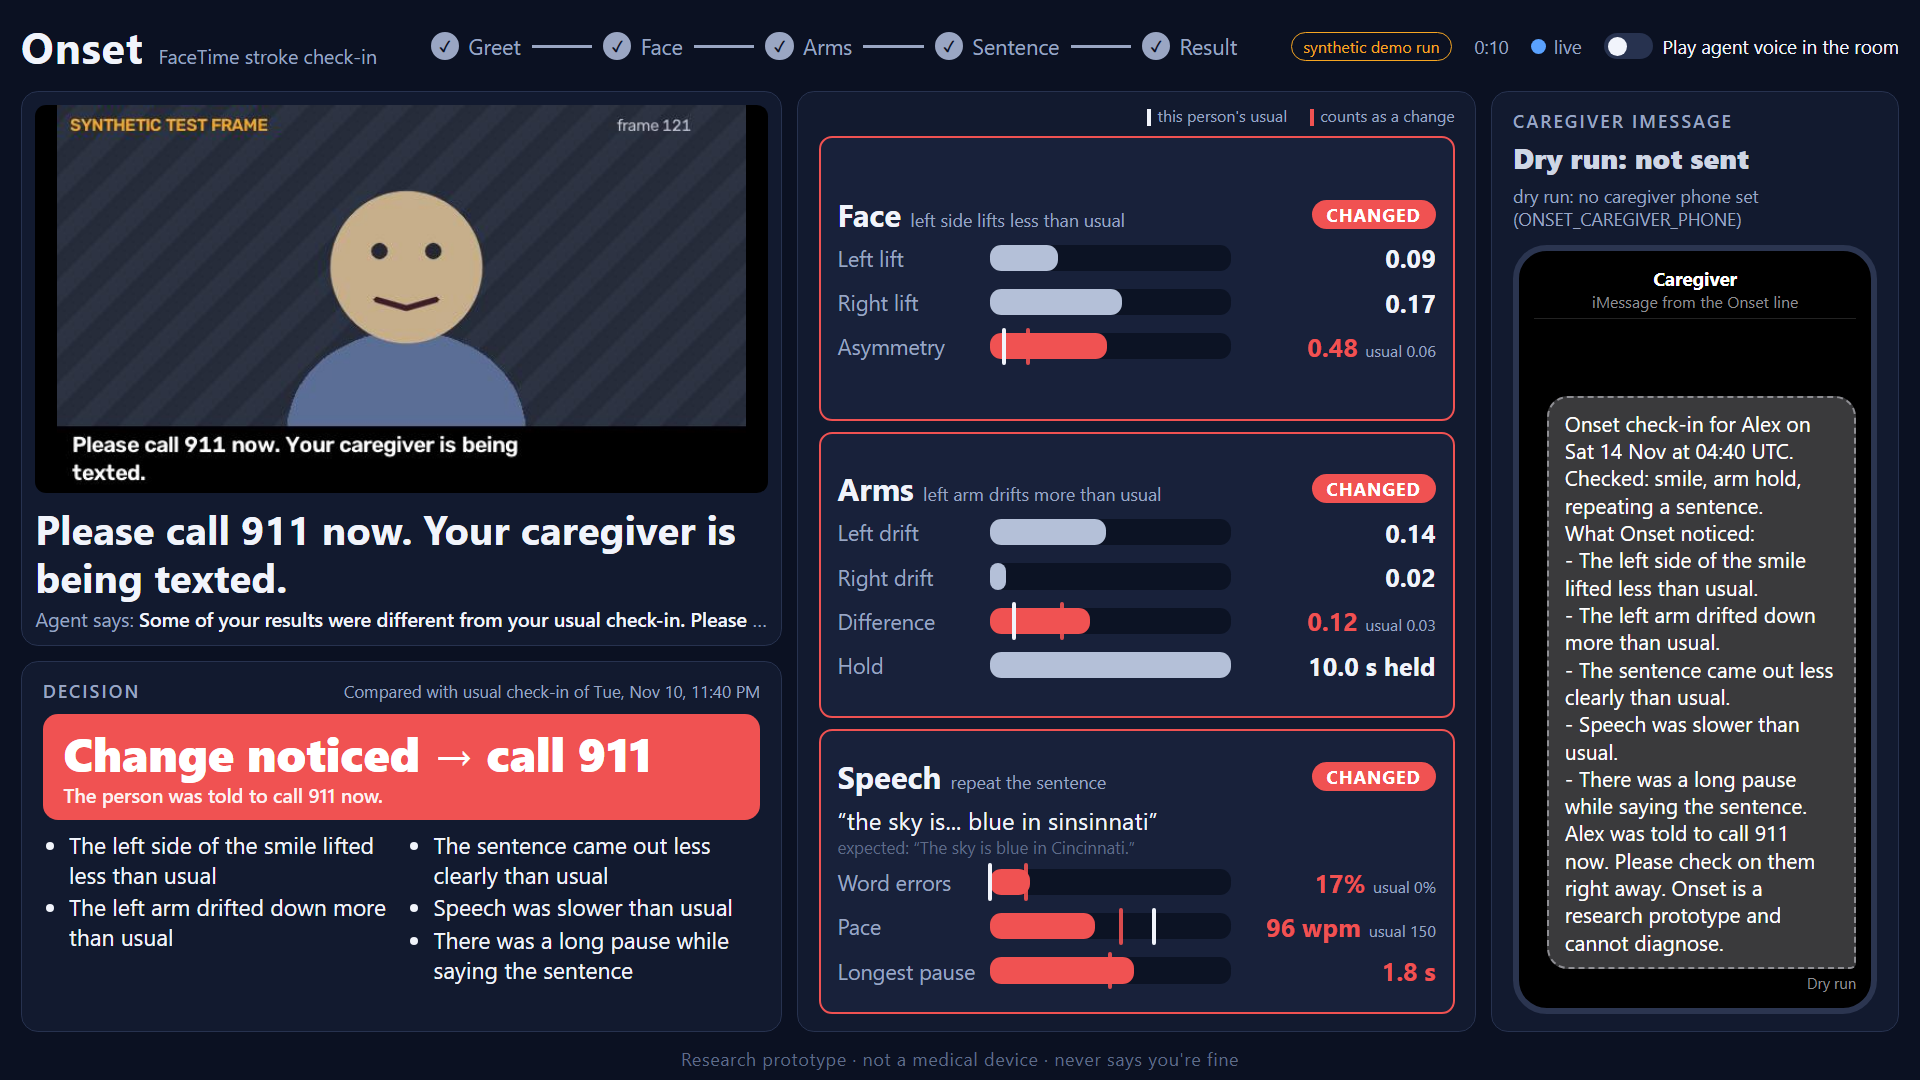 Onset FaceTime stroke check-in
✓ Greet ✓ Face ✓ Arms ✓ Sentence ✓ Result
synthetic demo run 0:10 live Play agent voice in the room
SYNTHETIC TEST FRAME frame 121
Please call 911 now. Your caregiver is being
texted.
Please call 911 now. Your caregiver is
being texted.
Agent says: Some of your results were different from your usual check-in. Please ...
DECISION Compared with usual check-in of Tue, Nov 10, 11:40 PM
Change noticed → call 911
The person was told to call 911 now.
• The left side of the smile lifted
less than usual
• The left arm drifted down more
than usual
• The sentence came out less
clearly than usual
• Speech was slower than usual
• There was a long pause while
saying the sentence
this person's usual counts as a change
Face left side lifts less than usual CHANGED
Left lift 0.09
Right lift 0.17
Asymmetry 0.48 usual 0.06
Arms left arm drifts more than usual CHANGED
Left drift 0.14
Right drift 0.02
Difference 0.12 usual 0.03
Hold 10.0 s held
Speech repeat the sentence CHANGED
“the sky is... blue in sinsinnati”
expected: “The sky is blue in Cincinnati.”
Word errors 17% usual 0%
Pace 96 wpm usual 150
Longest pause 1.8 s
CAREGIVER IMESSAGE
Dry run: not sent
dry run: no caregiver phone set
(ONSET_CAREGIVER_PHONE)
Caregiver
iMessage from the Onset line
Onset check-in for Alex on
Sat 14 Nov at 04:40 UTC.
Checked: smile, arm hold,
repeating a sentence.
What Onset noticed:
- The left side of the smile
lifted less than usual.
- The left arm drifted down
more than usual.
- The sentence came out less
clearly than usual.
- Speech was slower than
usual.
- There was a long pause
while saying the sentence.
Alex was told to call 911
now. Please check on them
right away. Onset is a
research prototype and
cannot diagnose.
Dry run
Research prototype · not a medical device · never says you're fine